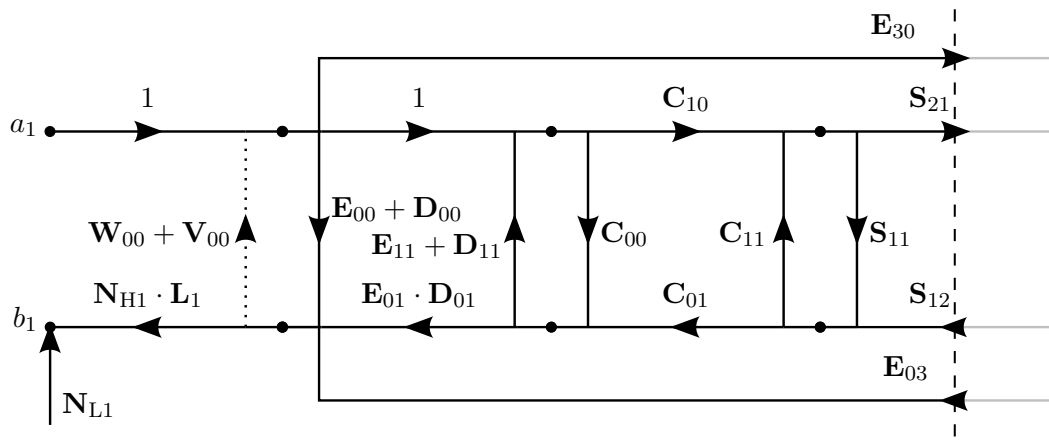 E30
1 1 C10 S21
a1
E00 + D00
W00 + V00 E11 + D11 C00 C11 S11
NH1 · L1 E01 · D01 C01 S12
b1
E03
NL1